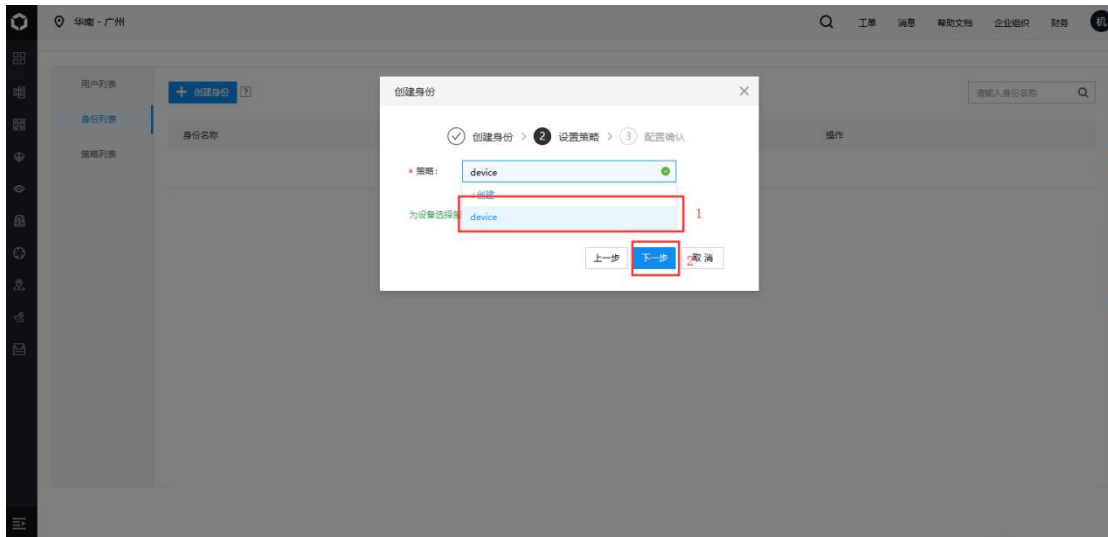 华南 - 广州
工单 消息 帮助文档 企业组织 财务 机
用户列表
身份列表
策略列表
+ 创建身份 ?
请输入身份名称
身份名称
操作
创建身份
创建身份 > 2 设置策略 > 3 配置确认
* 策略: device
+创建
为设备选择策
device
1
上一步 下一步 2 取 消